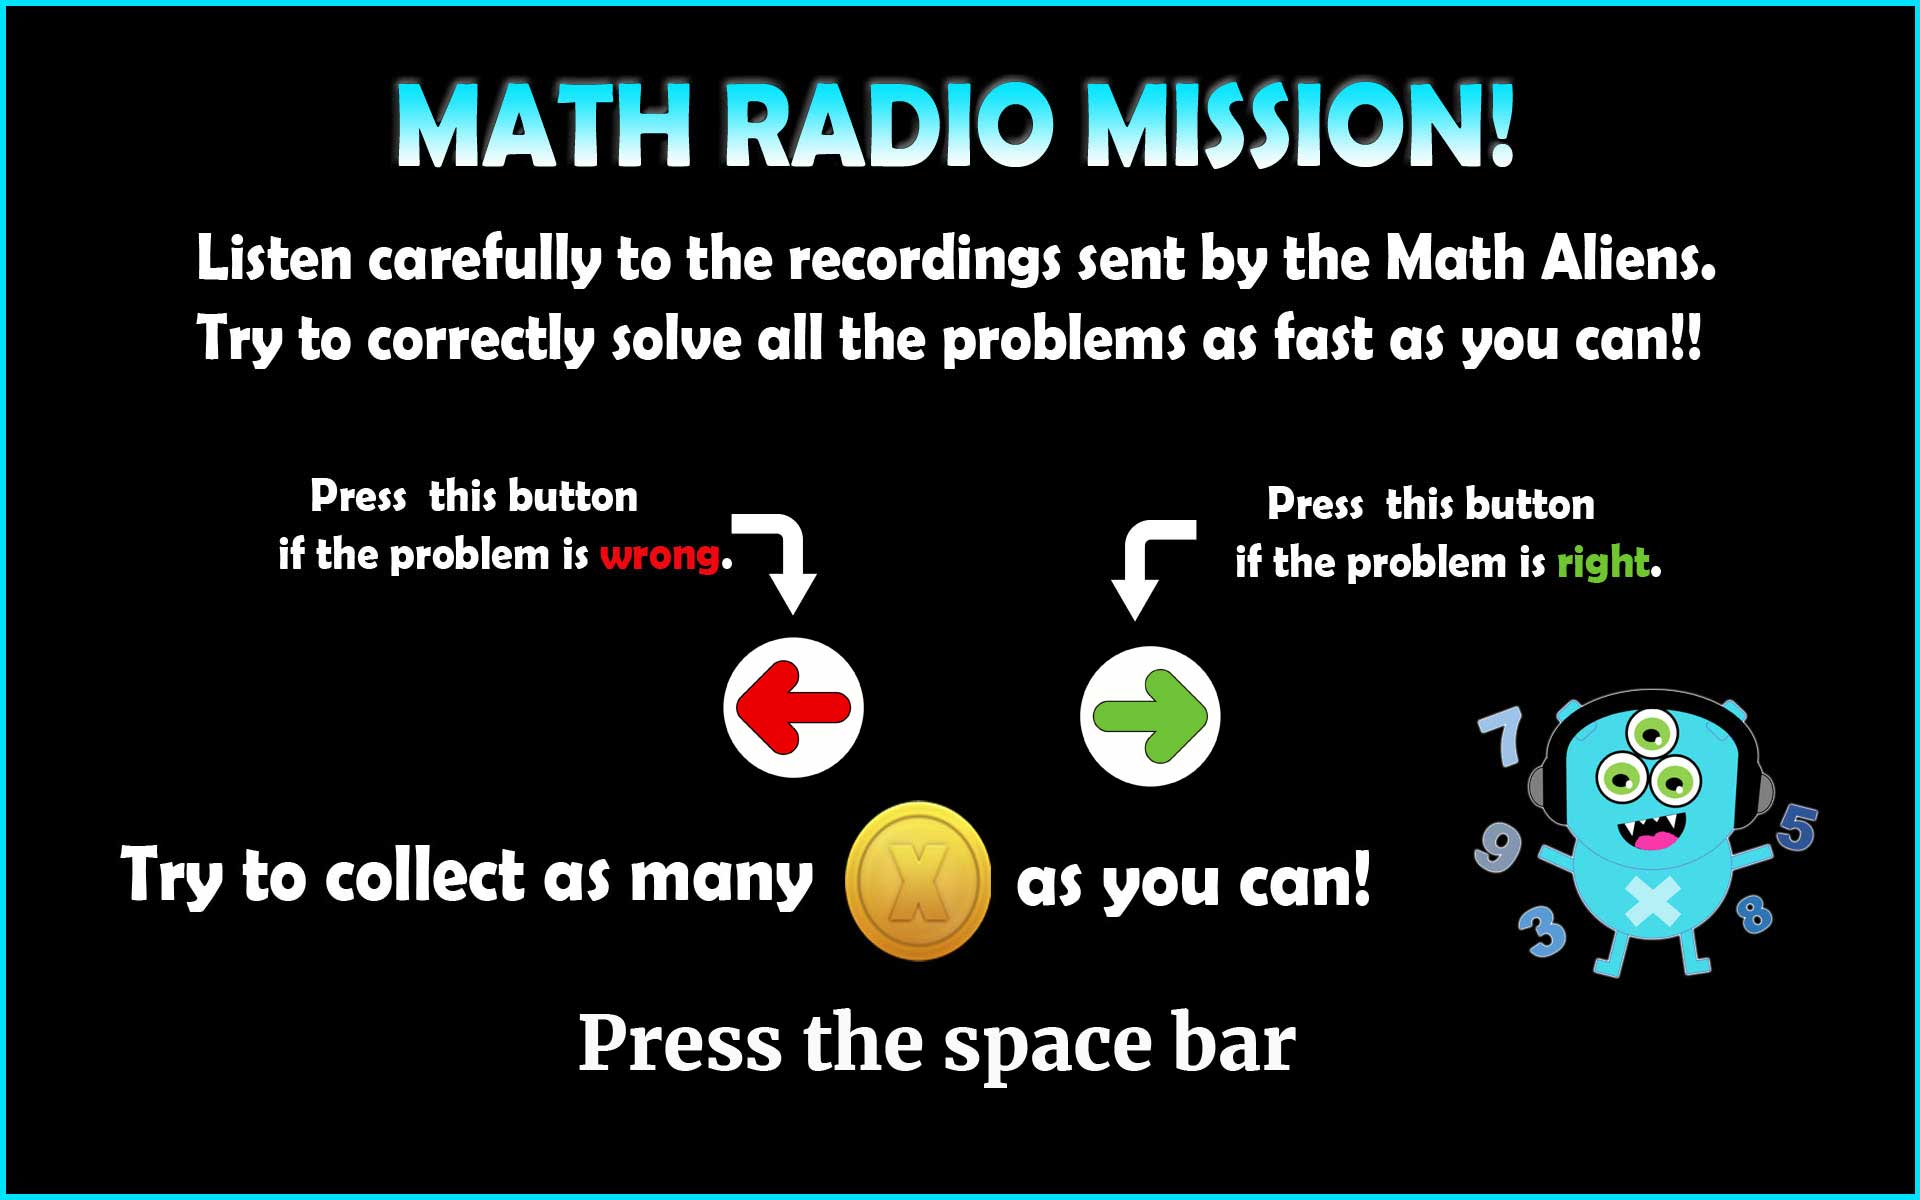 MATH RADIO MISSION!
Listen carefully to the recordings sent by the Math Aliens.
Try to correctly solve all the problems as fast as you can!!
Press this button
if the problem is wrong.
Press this button
if the problem is right.
Try to collect as many X as you can!
7
9
5
3
8
X
Press the space bar